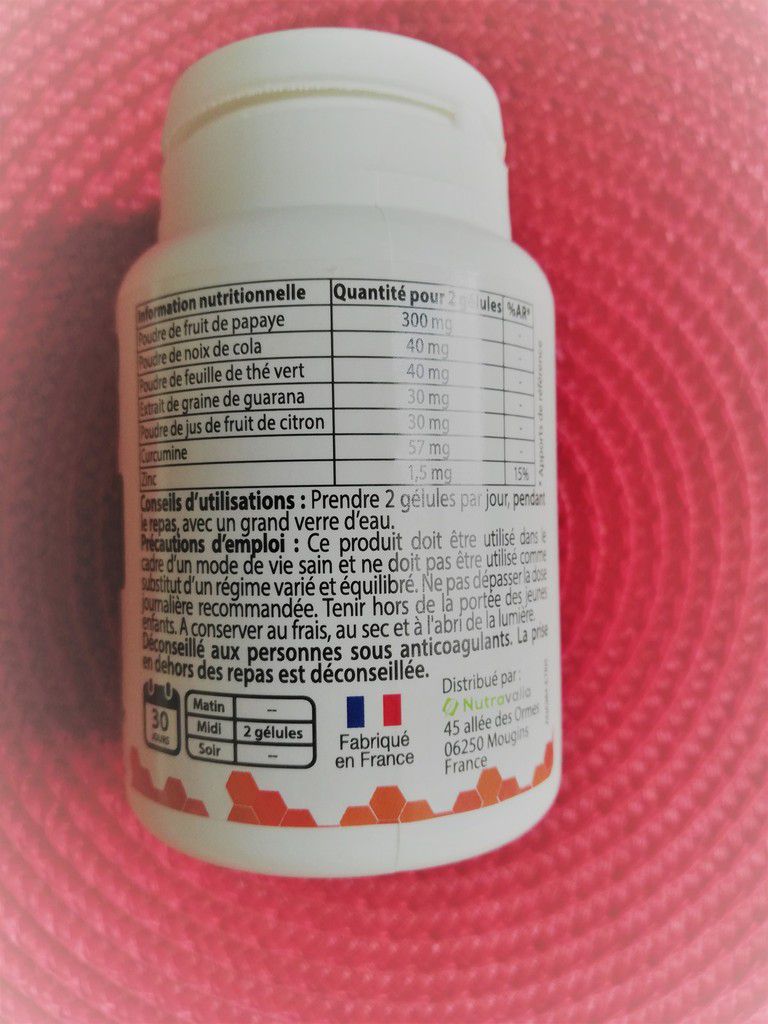 Information nutritionnelle Quantité pour 2 gélules %AR*
Poudre de fruit de papaye 300 mg -
Poudre de noix de cola 40 mg -
Poudre de feuille de thé vert 40 mg -
Extrait de graine de guarana 30 mg -
Poudre de jus de fruit de citron 30 mg -
Curcumine 57 mg -
Zinc 1,5 mg 15%
* Apports de référence
Conseils d'utilisations : Prendre 2 gélules par jour, pendant
le repas, avec un grand verre d'eau.
Précautions d'emploi : Ce produit doit être utilisé dans le
cadre d'un mode de vie sain et ne doit pas être utilisé comme
substitut d'un régime varié et équilibré. Ne pas dépasser la dose
journalière recommandée. Tenir hors de la portée des jeunes
enfants. A conserver au frais, au sec et à l'abri de la lumière.
Déconseillé aux personnes sous anticoagulants. La prise
en dehors des repas est déconseillée.
30
JOURS
Matin --
Midi 2 gélules
Soir --
Fabriqué
en France
Distribué par :
Nutravalia
45 allée des Ormes
06250 Mougins
France